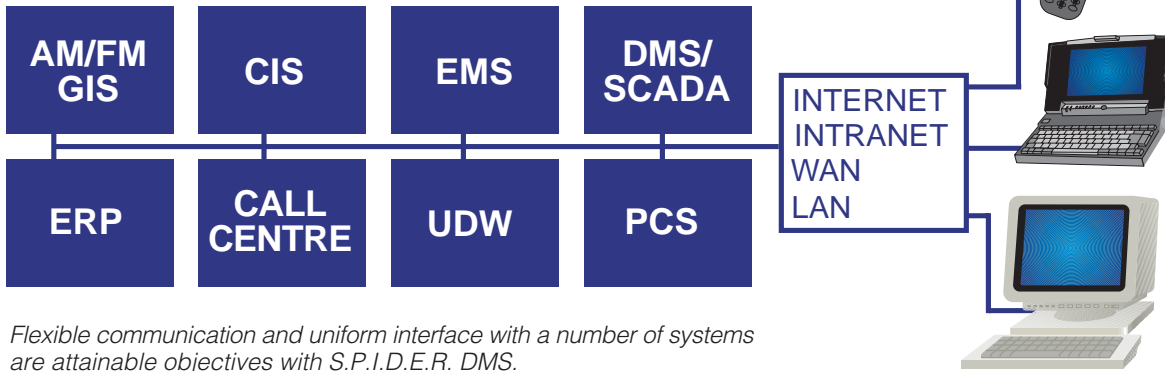 AM/FM
GIS
CIS
EMS
DMS/
SCADA
ERP
CALL
CENTRE
UDW
PCS
INTERNET
INTRANET
WAN
LAN
Flexible communication and uniform interface with a number of systems
are attainable objectives with S.P.I.D.E.R. DMS.